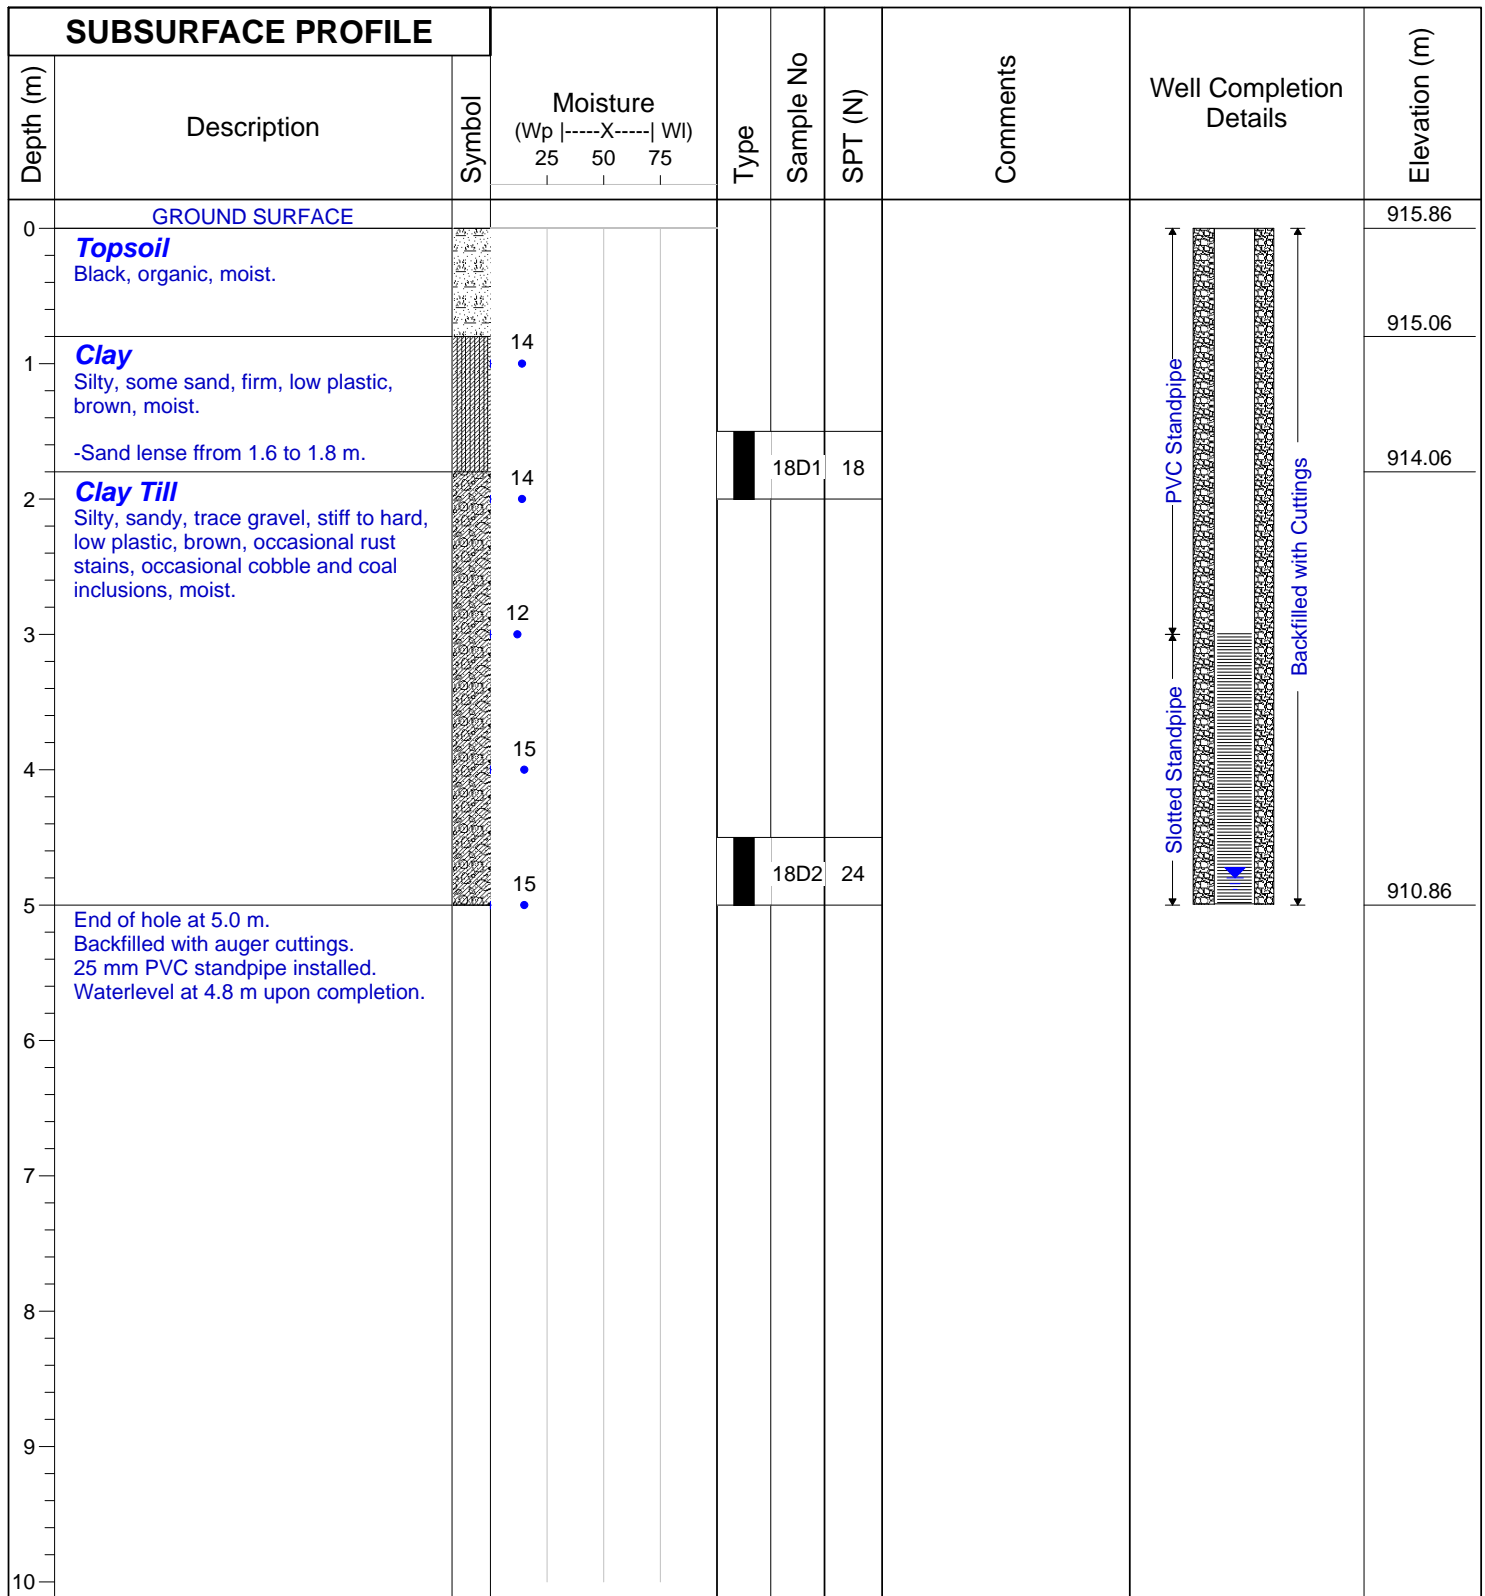 SUBSURFACE PROFILE
Depth (m)
Description
Symbol
Moisture
(Wp |-----X-----| Wl)
25 50 75
Type
Sample No
SPT (N)
Comments
Well Completion
Details
Elevation (m)
GROUND SURFACE
915.86
0
Topsoil
Black, organic, moist.
915.06
1
Clay
Silty, some sand, firm, low plastic,
brown, moist.
-Sand lense ffrom 1.6 to 1.8 m.
14
18D1 18
914.06
2
Clay Till
Silty, sandy, trace gravel, stiff to hard,
low plastic, brown, occasional rust
stains, occasional cobble and coal
inclusions, moist.
14
PVC Standpipe
Backfilled with Cuttings
3
12
4
15
Slotted Standpipe
18D2 24
15
910.86
5
End of hole at 5.0 m.
Backfilled with auger cuttings.
25 mm PVC standpipe installed.
Waterlevel at 4.8 m upon completion.
6
7
8
9
10